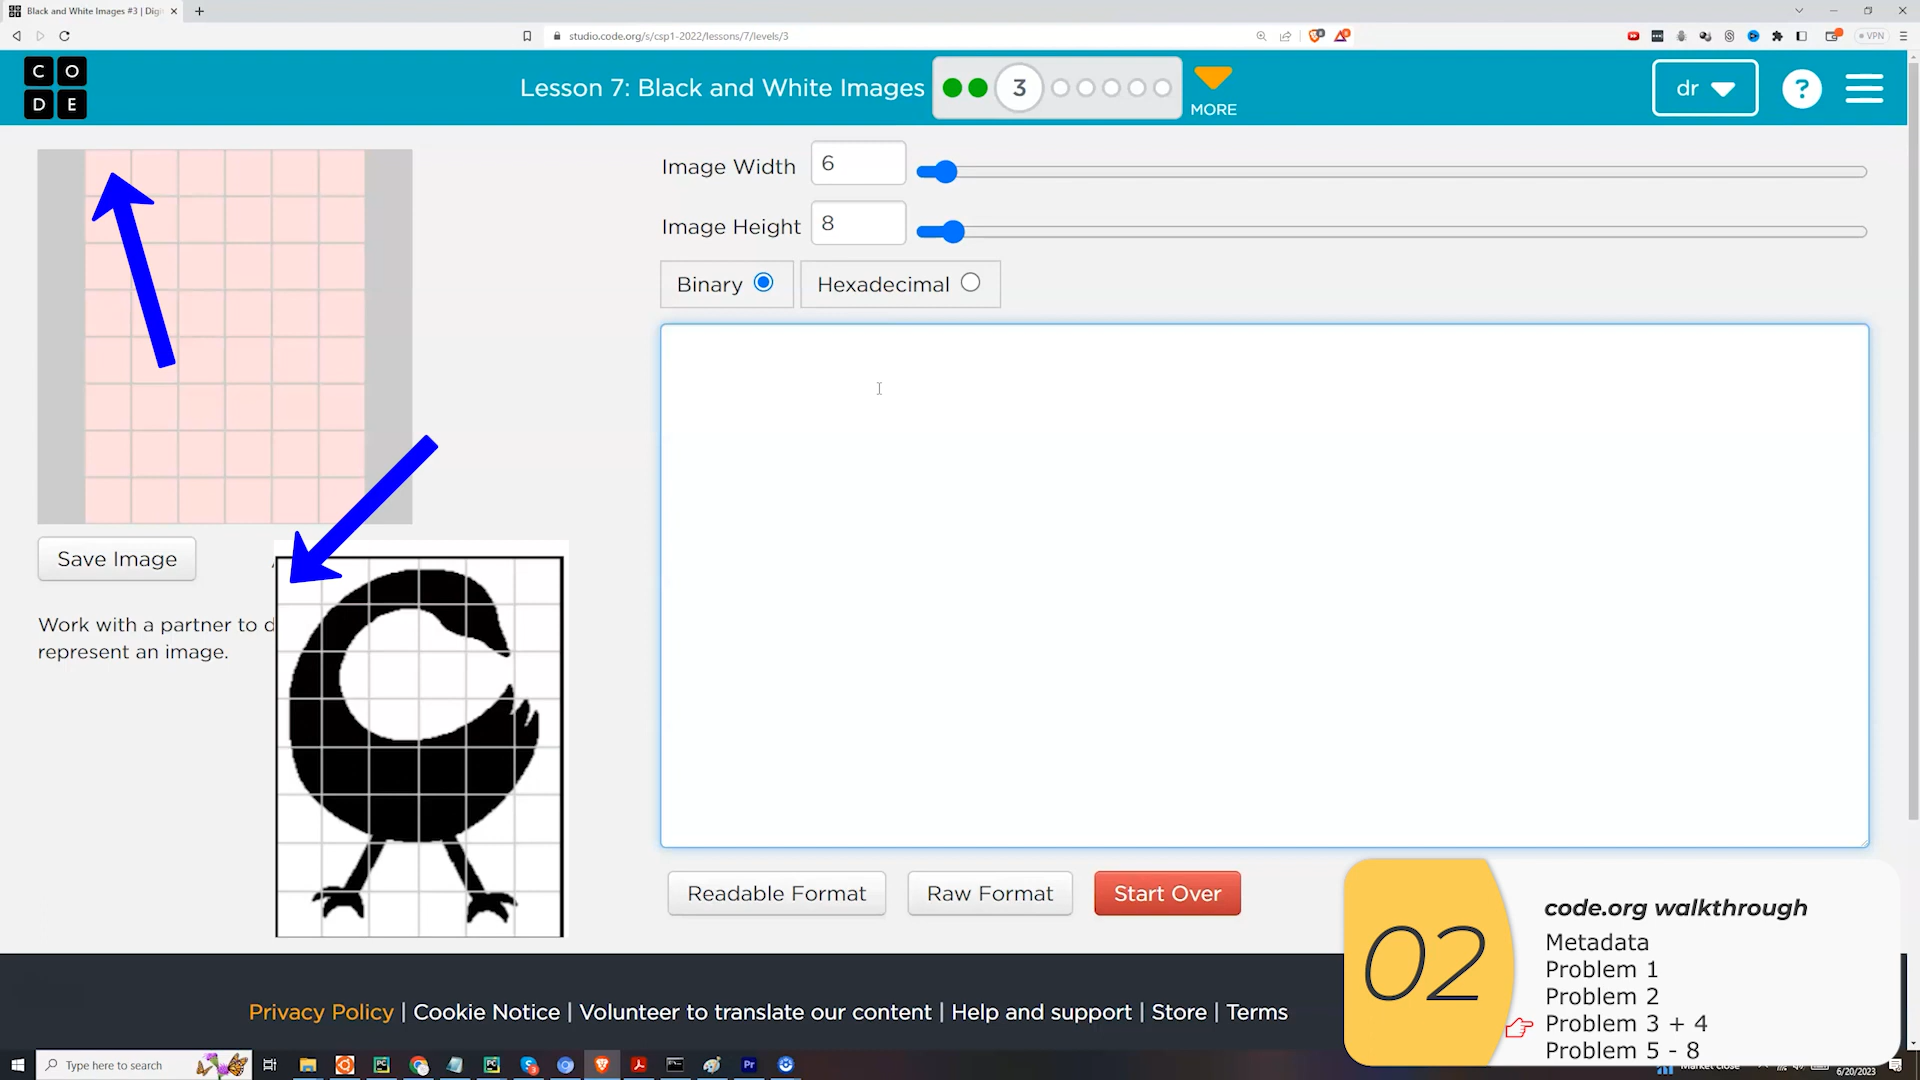 Black and White Images #3 | Digi
studio.code.org/s/csp1-2022/lessons/7/levels/3
VPN
C O
D E
Lesson 7: Black and White Images
3
MORE
dr
?
Image Width 6
Image Height 8
Binary
Hexadecimal
Save Image
Work with a partner to d
represent an image.
Readable Format
Raw Format
Start Over
02
code.org walkthrough
Metadata
Problem 1
Problem 2
Problem 3 + 4
Problem 5 - 8
Privacy Policy | Cookie Notice | Volunteer to translate our content | Help and support | Store | Terms
Type here to search
Market close
6/20/2023